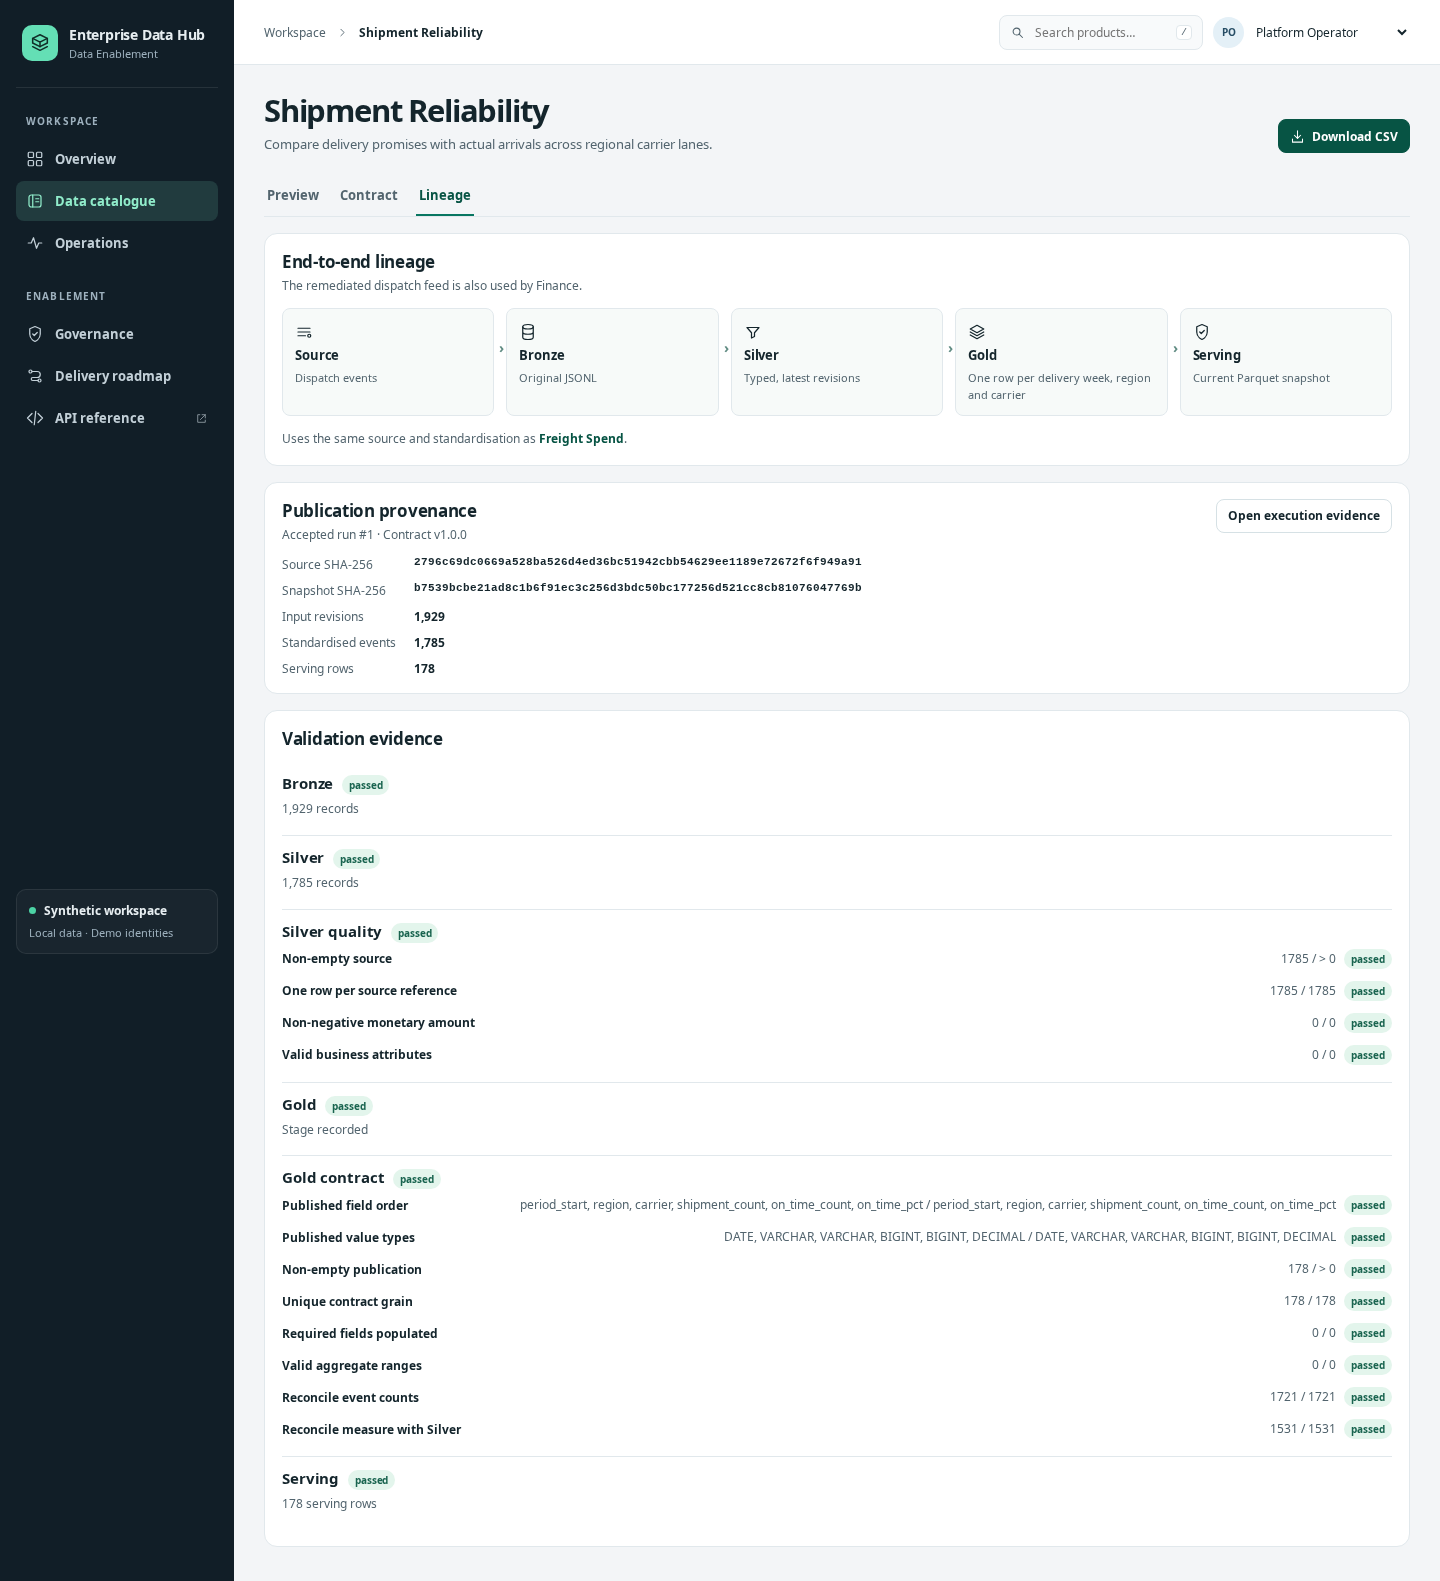 Enterprise Data Hub
Data Enablement
WORKSPACE
Overview
Data catalogue
Operations
ENABLEMENT
Governance
Delivery roadmap
API reference
Synthetic workspace
Local data · Demo identities
Workspace > Shipment Reliability
Search products... /
PO Platform Operator
Shipment Reliability
Compare delivery promises with actual arrivals across regional carrier lanes.
Download CSV
Preview Contract Lineage
End-to-end lineage
The remediated dispatch feed is also used by Finance.
Source
Dispatch events
›
Bronze
Original JSONL
›
Silver
Typed, latest revisions
›
Gold
One row per delivery week, region
and carrier
›
Serving
Current Parquet snapshot
Uses the same source and standardisation as Freight Spend.
Publication provenance
Accepted run #1 · Contract v1.0.0
Open execution evidence
Source SHA-256 2796c69dc0669a528ba526d4ed36bc51942cbb54629ee1189e72672f6f949a91
Snapshot SHA-256 b7539bcbe21ad8c1b6f91ec3c256d3bdc50bc177256d521cc8cb81076047769b
Input revisions 1,929
Standardised events 1,785
Serving rows 178
Validation evidence
Bronze passed
1,929 records
Silver passed
1,785 records
Silver quality passed
Non-empty source 1785 / > 0 passed
One row per source reference 1785 / 1785 passed
Non-negative monetary amount 0 / 0 passed
Valid business attributes 0 / 0 passed
Gold passed
Stage recorded
Gold contract passed
Published field order period_start, region, carrier, shipment_count, on_time_count, on_time_pct / period_start, region, carrier, shipment_count, on_time_count, on_time_pct passed
Published value types DATE, VARCHAR, VARCHAR, BIGINT, BIGINT, DECIMAL / DATE, VARCHAR, VARCHAR, BIGINT, BIGINT, DECIMAL passed
Non-empty publication 178 / > 0 passed
Unique contract grain 178 / 178 passed
Required fields populated 0 / 0 passed
Valid aggregate ranges 0 / 0 passed
Reconcile event counts 1721 / 1721 passed
Reconcile measure with Silver 1531 / 1531 passed
Serving passed
178 serving rows